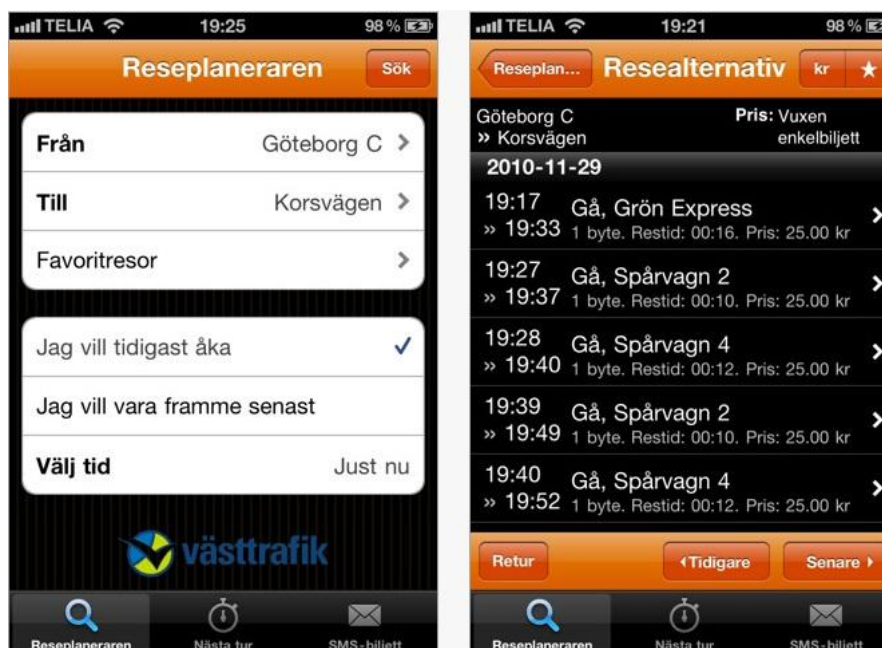 TELIA 19:25 98 %
Reseplaneraren Sök
Från Göteborg C
Till Korsvägen
Favoritresor
Jag vill tidigast åka
Jag vill vara framme senast
Välj tid Just nu
västtrafik
Reseplaneraren Nästa tur SMS-biljett
TELIA 19:21 98 %
Reseplan... Resealternativ kr
Göteborg C Pris: Vuxen
» Korsvägen enkelbiljett
2010-11-29
19:17 Gå, Grön Express
» 19:33 1 byte. Restid: 00:16. Pris: 25.00 kr
19:27 Gå, Spårvagn 2
» 19:37 1 byte. Restid: 00:10. Pris: 25.00 kr
19:28 Gå, Spårvagn 4
» 19:40 1 byte. Restid: 00:12. Pris: 25.00 kr
19:39 Gå, Spårvagn 2
» 19:49 1 byte. Restid: 00:10. Pris: 25.00 kr
19:40 Gå, Spårvagn 4
» 19:52 1 byte. Restid: 00:12. Pris: 25.00 kr
Retur Tidigare Senare
Reseplaneraren Nästa tur SMS-biljett